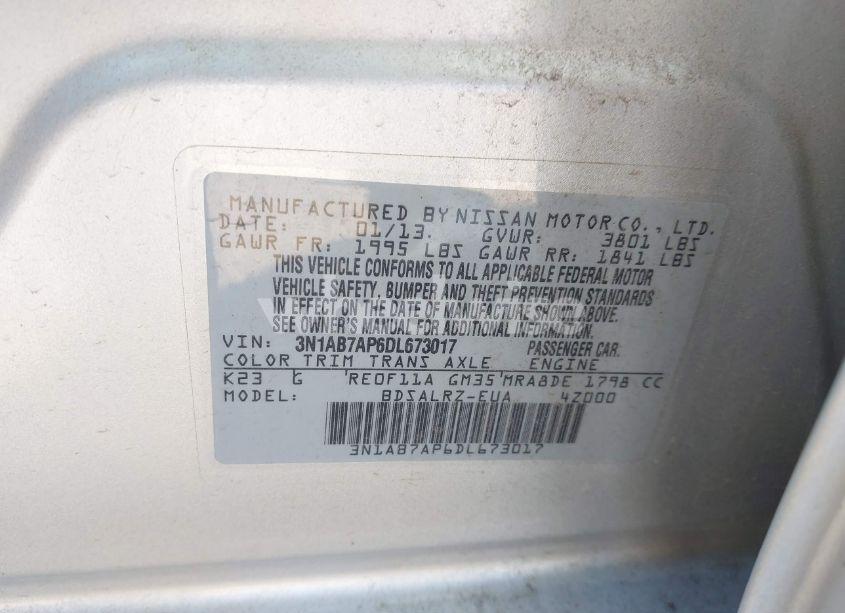 MANUFACTURED BY NISSAN MOTOR CO., LTD.
DATE: 01/13. GVWR: 3801 LBS
GAWR FR: 1995 LBS GAWR RR: 1841 LBS
THIS VEHICLE CONFORMS TO ALL APPLICABLE FEDERAL MOTOR
VEHICLE SAFETY, BUMPER AND THEFT PREVENTION STANDARDS
IN EFFECT ON THE DATE OF MANUFACTURE SHOWN ABOVE.
SEE OWNER'S MANUAL FOR ADDITIONAL INFORMATION.
VIN: 3N1AB7AP6DL673017 PASSENGER CAR.
COLOR TRIM TRANS AXLE ENGINE
K23 G RE0F11A GM35 MRA8DE 1798 CC
MODEL: BDSALRZ-EUA 4Z000
3N1AB7AP6DL673017